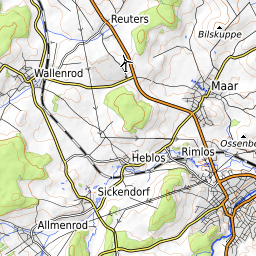 Reuters
Bilskuppe
Wallenrod
Maar
Ossenbe
Rimlos
Heblos
Sickendorf
Allmenrod